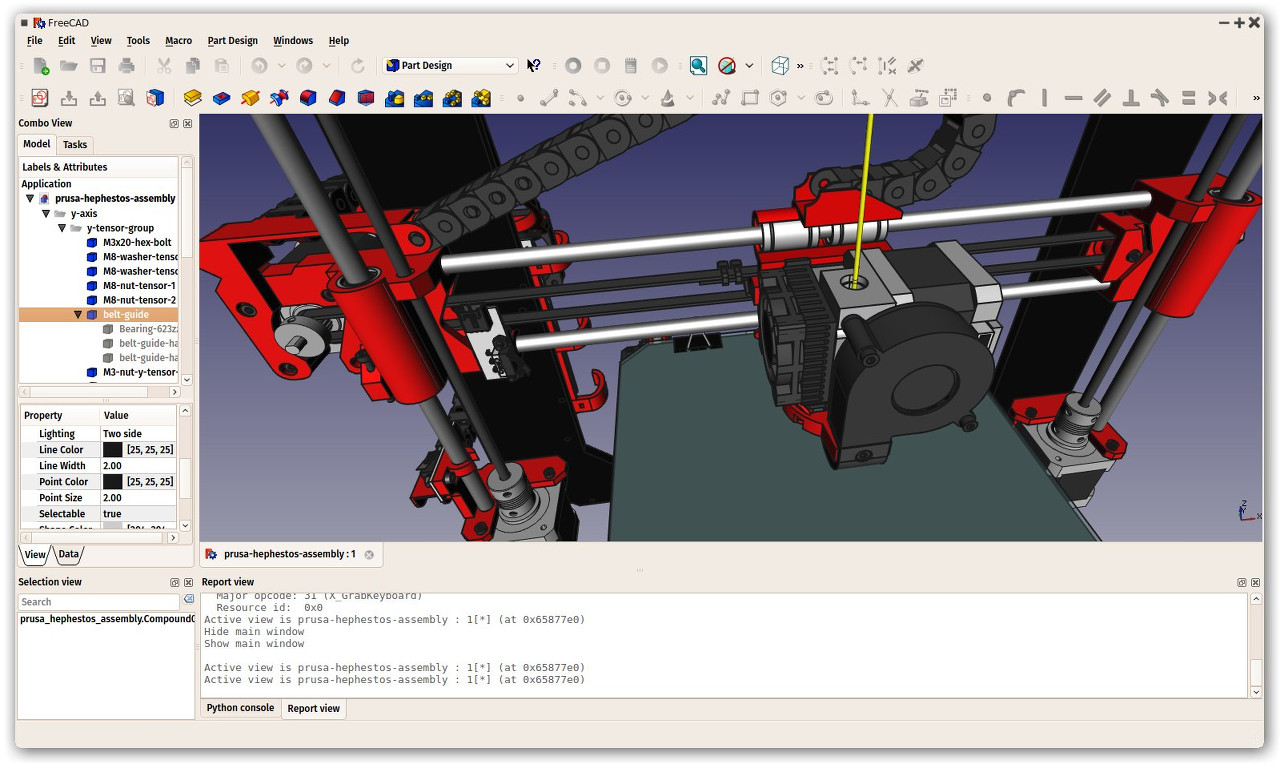 FreeCAD
File Edit View Tools Macro Part Design Windows Help
Part Design
Combo View
Model Tasks
Labels & Attributes
Application
prusa-hephestos-assembly
y-axis
y-tensor-group
M3x20-hex-bolt
M8-washer-tens
M8-washer-tens
M8-nut-tensor-1
M8-nut-tensor-2
belt-guide
Bearing-623z
belt-guide-ha
belt-guide-ha
M3-nut-y-tensor-
Property Value
Lighting Two side
Line Color [25, 25, 25]
Line Width 2.00
Point Color [25, 25, 25]
Point Size 2.00
Selectable true
View Data
prusa-hephestos-assembly : 1
Z
Y
X
Selection view
Search
prusa_hephestos_assembly.Compound0
Report view
Major opcode: 31 (X_GrabKeyboard)
Resource id: 0x0
Active view is prusa-hephestos-assembly : 1[*] (at 0x65877e0)
Hide main window
Show main window
Active view is prusa-hephestos-assembly : 1[*] (at 0x65877e0)
Active view is prusa-hephestos-assembly : 1[*] (at 0x65877e0)
Python console Report view